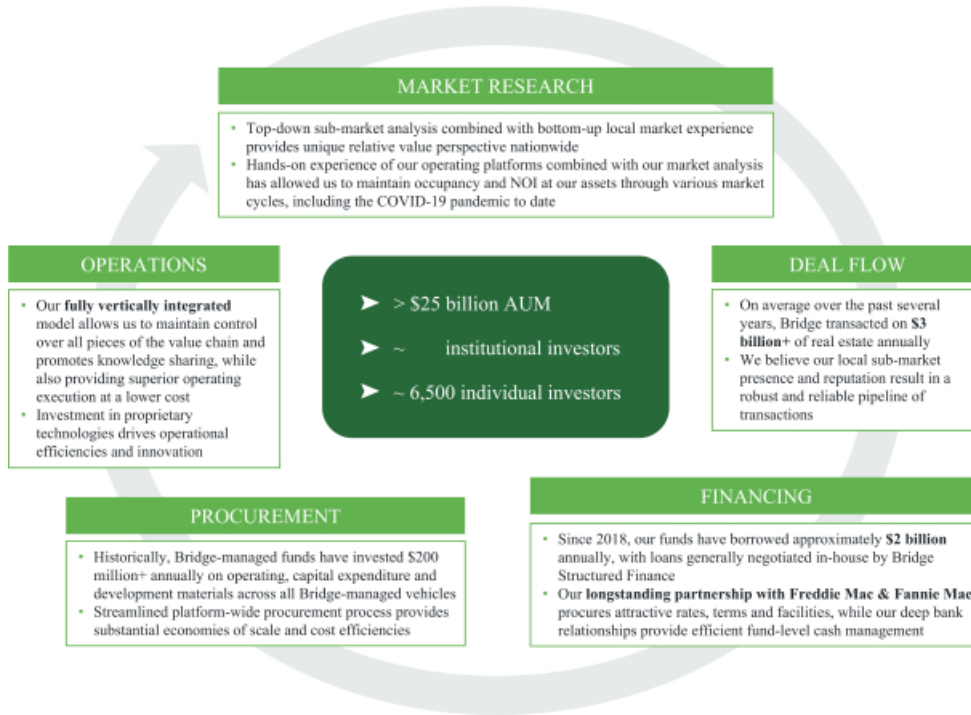 MARKET RESEARCH
• Top-down sub-market analysis combined with bottom-up local market experience
provides unique relative value perspective nationwide
• Hands-on experience of our operating platforms combined with our market analysis
has allowed us to maintain occupancy and NOI at our assets through various market
cycles, including the COVID-19 pandemic to date
OPERATIONS
• Our fully vertically integrated
model allows us to maintain control
over all pieces of the value chain and
promotes knowledge sharing, while
also providing superior operating
execution at a lower cost
• Investment in proprietary
technologies drives operational
efficiencies and innovation
➤ > $25 billion AUM
➤ ~ institutional investors
➤ ~ 6,500 individual investors
DEAL FLOW
• On average over the past several
years, Bridge transacted on $3
billion+ of real estate annually
• We believe our local sub-market
presence and reputation result in a
robust and reliable pipeline of
transactions
PROCUREMENT
• Historically, Bridge-managed funds have invested $200
million+ annually on operating, capital expenditure and
development materials across all Bridge-managed vehicles
• Streamlined platform-wide procurement process provides
substantial economies of scale and cost efficiencies
FINANCING
• Since 2018, our funds have borrowed approximately $2 billion
annually, with loans generally negotiated in-house by Bridge
Structured Finance
• Our longstanding partnership with Freddie Mac & Fannie Mae
procures attractive rates, terms and facilities, while our deep bank
relationships provide efficient fund-level cash management